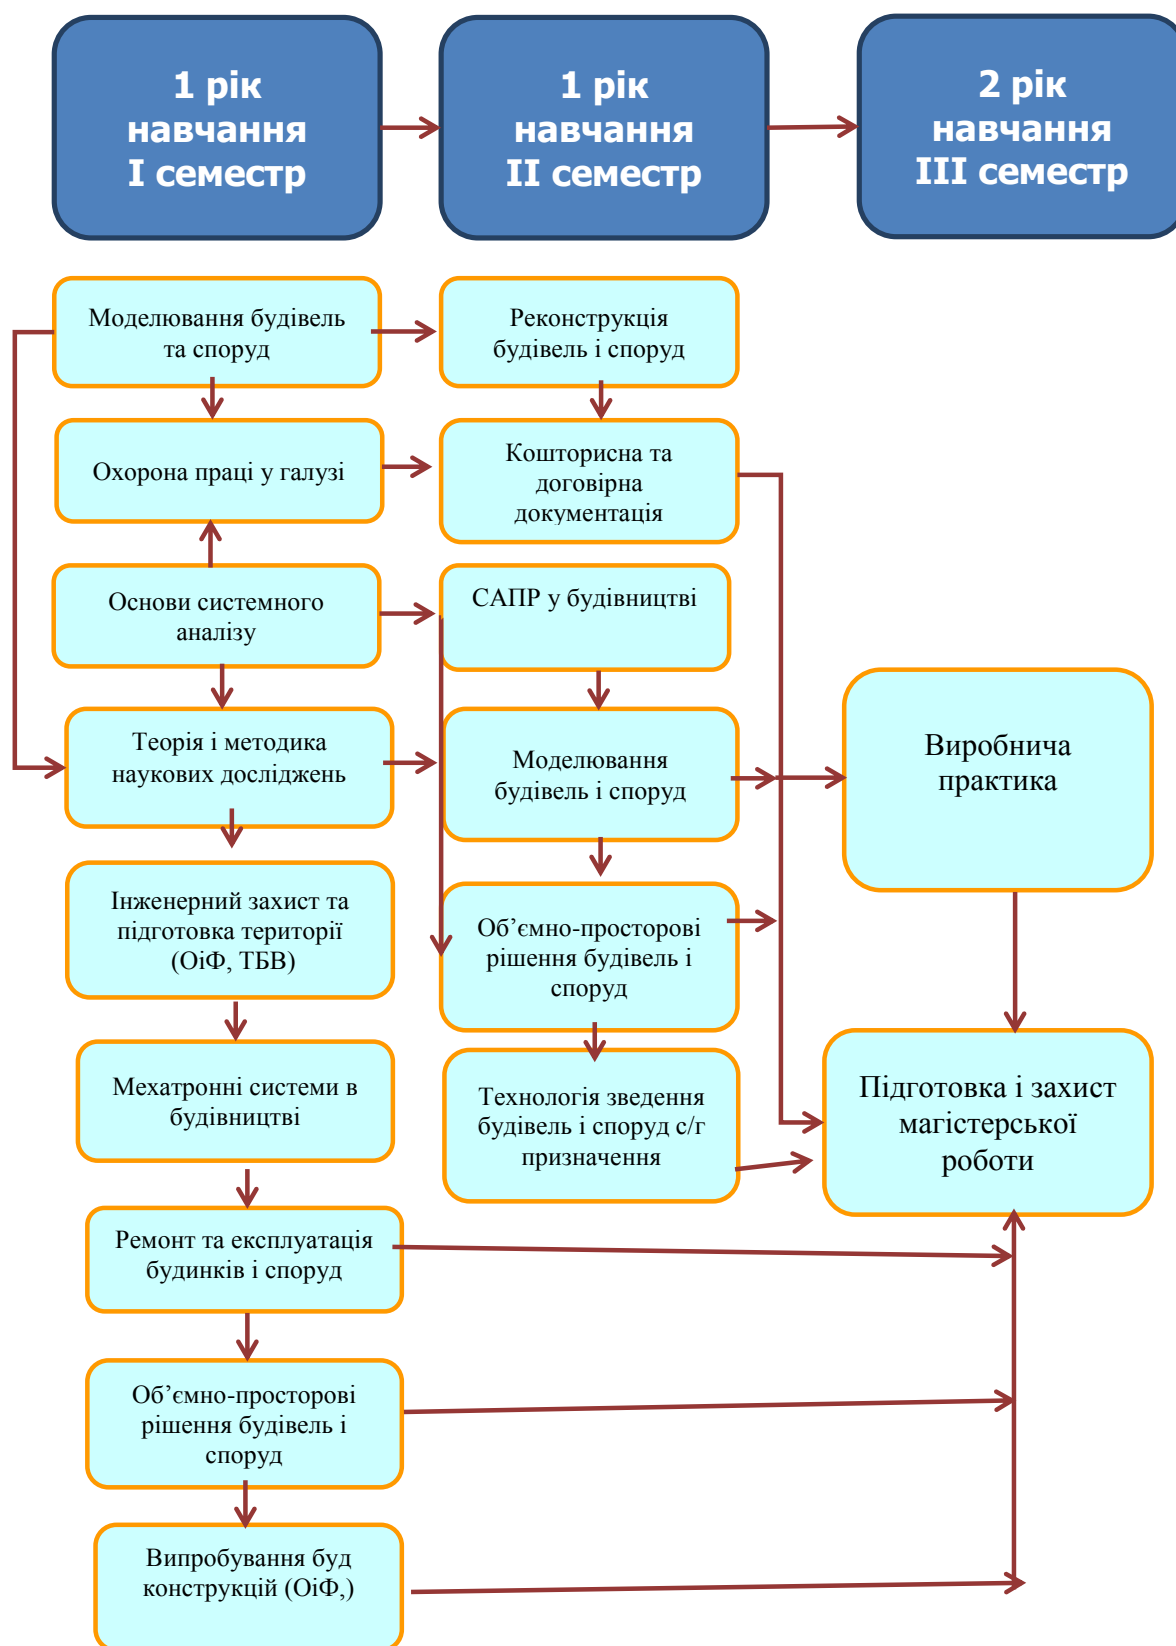 1 рік
навчання
I семестр
1 рік
навчання
II семестр
2 рік
навчання
III семестр
Моделювання будівель
та споруд
Охорона праці у галузі
Основи системного
аналізу
Теорія і методика
наукових досліджень
Інженерний захист та
підготовка території
(ОіФ, ТБВ)
Мехатронні системи в
будівництві
Ремонт та експлуатація
будинків і споруд
Об’ємно-просторові
рішення будівель і
споруд
Випробування буд
конструкцій (ОіФ,)
Реконструкція
будівель і споруд
Кошторисна та
договірна
документація
САПР у будівництві
Моделювання
будівель і споруд
Об’ємно-просторові
рішення будівель і
споруд
Технологія зведення
будівель і споруд с/г
призначення
Виробнича
практика
Підготовка і захист
магістерської
роботи